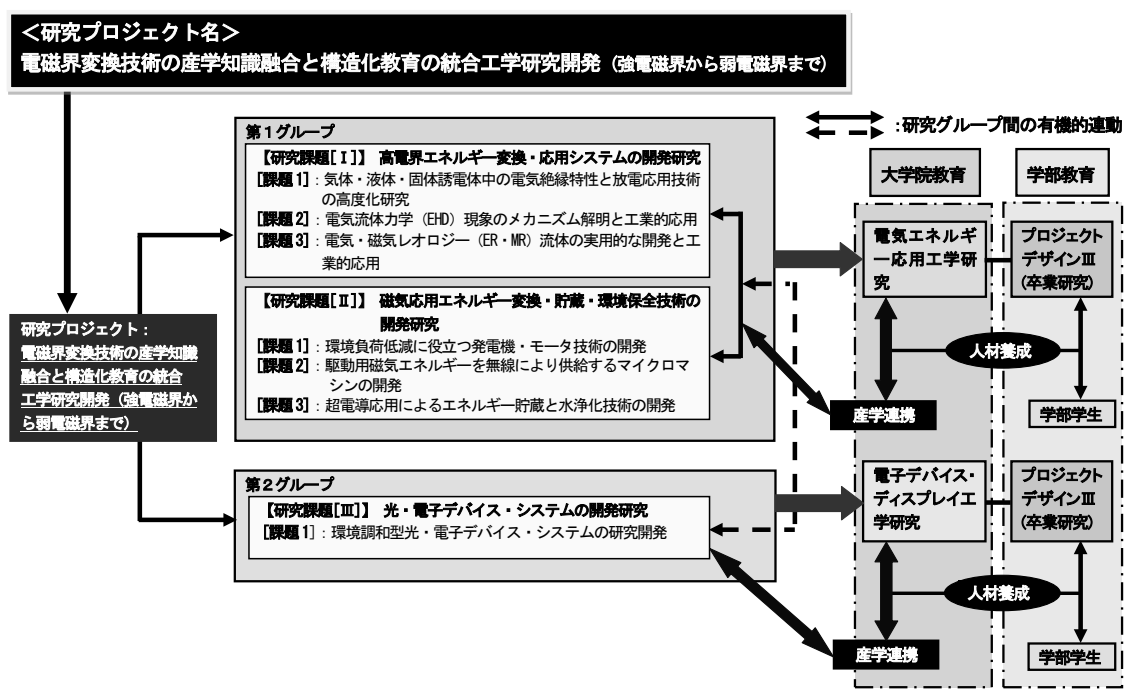 ＜研究プロジェクト名＞
電磁界変換技術の産学知識融合と構造化教育の統合工学研究開発（強電磁界から弱電磁界まで）
：研究グループ間の有機的連動
第１グループ
【研究課題[Ⅰ]】 高電界エネルギー変換・応用システムの開発研究
[課題1]：気体・液体・固体誘電体中の電気絶縁特性と放電応用技術
の高度化研究
[課題2]：電気流体力学（EHD）現象のメカニズム解明と工業的応用
[課題3]：電気・磁気レオロジー（ER・MR）流体の実用的な開発と工
業的応用
【研究課題[Ⅱ]】 磁気応用エネルギー変換・貯蔵・環境保全技術の
開発研究
[課題1]：環境負荷低減に役立つ発電機・モータ技術の開発
[課題2]：駆動用磁気エネルギーを無線により供給するマイクロマ
シンの開発
[課題3]：超電導応用によるエネルギー貯蔵と水浄化技術の開発
研究プロジェクト：
電磁界変換技術の産学知識
融合と構造化教育の統合
工学研究開発（強電磁界か
ら弱電磁界まで）
第２グループ
【研究課題[Ⅲ]】 光・電子デバイス・システムの開発研究
[課題1]：環境調和型光・電子デバイス・システムの研究開発
大学院教育
学部教育
電気エネルギ
ー応用工学研
究
プロジェクト
デザインⅢ
（卒業研究）
人材養成
産学連携
学部学生
電子デバイス・
ディスプレイエ
学研究
プロジェクト
デザインⅢ
（卒業研究）
人材養成
産学連携
学部学生